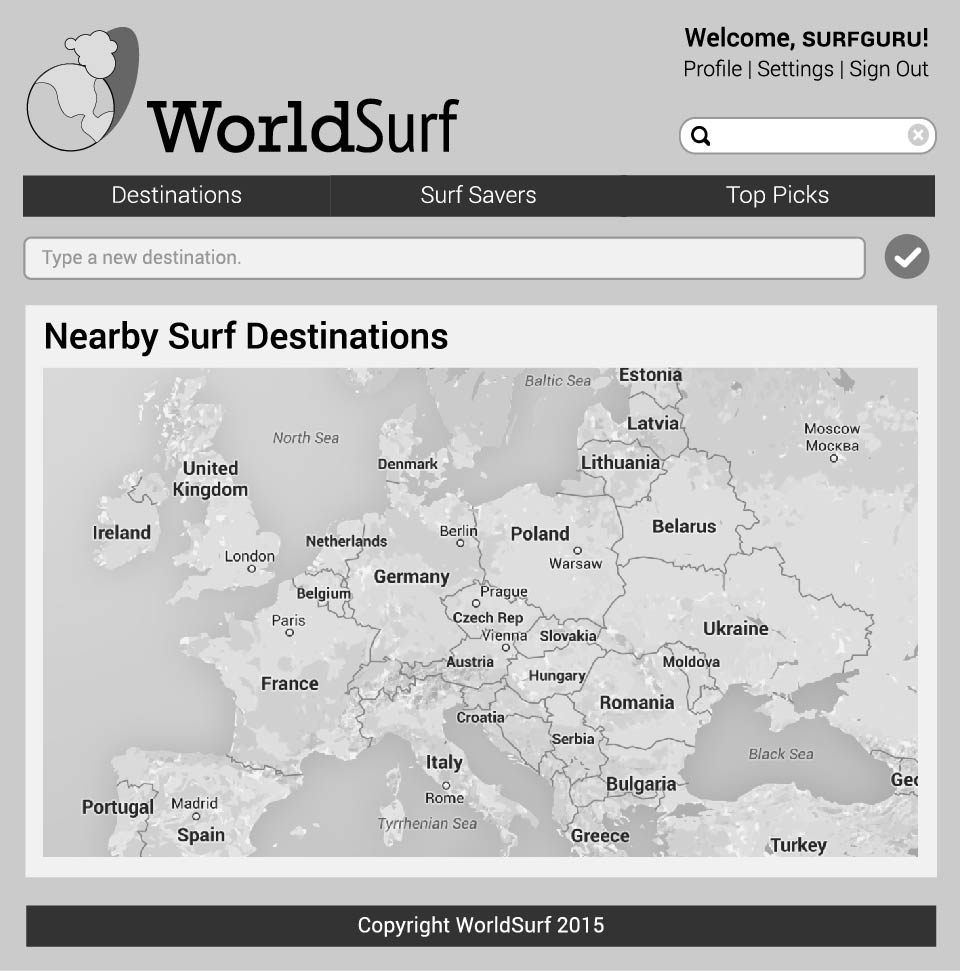 Welcome, SURFGURU!
Profile | Settings | Sign Out
WorldSurf
Destinations
Surf Savers
Top Picks
Type a new destination.
Nearby Surf Destinations
Baltic Sea
Estonia
Latvia
Moscow
Москва
North Sea
Denmark
Lithuania
United
Kingdom
Ireland
London
Netherlands
Berlin
Poland
Warsaw
Belarus
Belgium
Germany
Prague
Czech Rep
Paris
Vienna
Slovakia
Ukraine
Austria
Hungary
Moldova
France
Romania
Croatia
Serbia
Italy
Rome
Black Sea
Bulgaria
Geo
Portugal
Madrid
Spain
Tyrrhenian Sea
Greece
Turkey
Copyright WorldSurf 2015